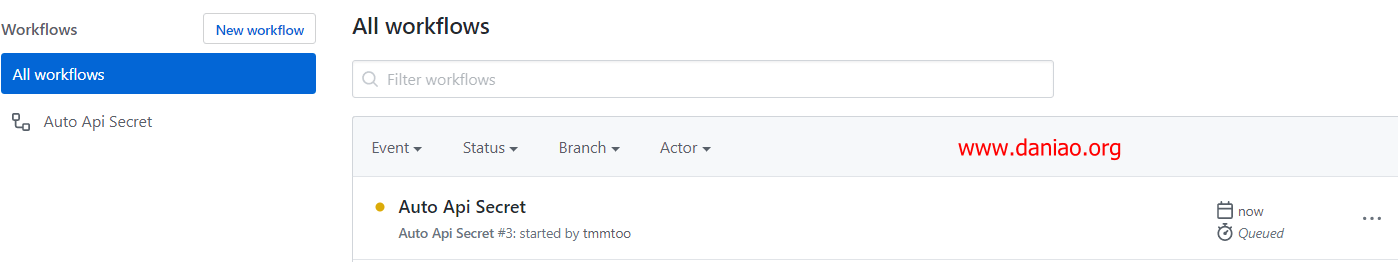 Workflows
New workflow
All workflows
Auto Api Secret
All workflows
Filter workflows
Event Status Branch Actor
www.daniao.org
Auto Api Secret
Auto Api Secret #3: started by tmmtoo
now
Queued